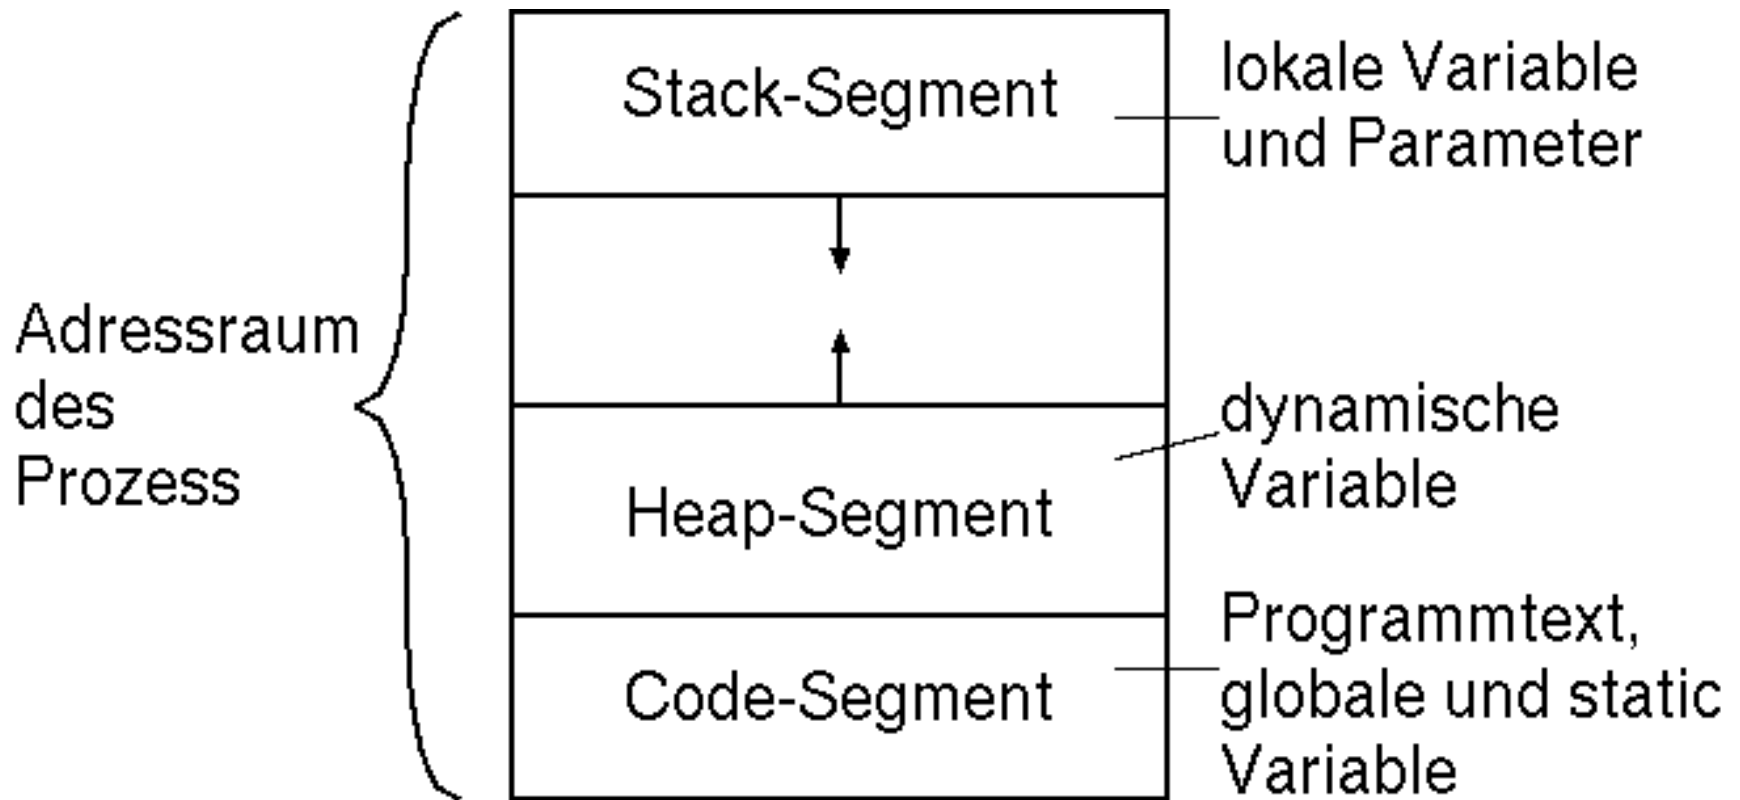 Stack-Segment
lokale Variable
und Parameter
Adressraum
des
Prozess
dynamische
Variable
Heap-Segment
Programmtext,
globale und static
Variable
Code-Segment